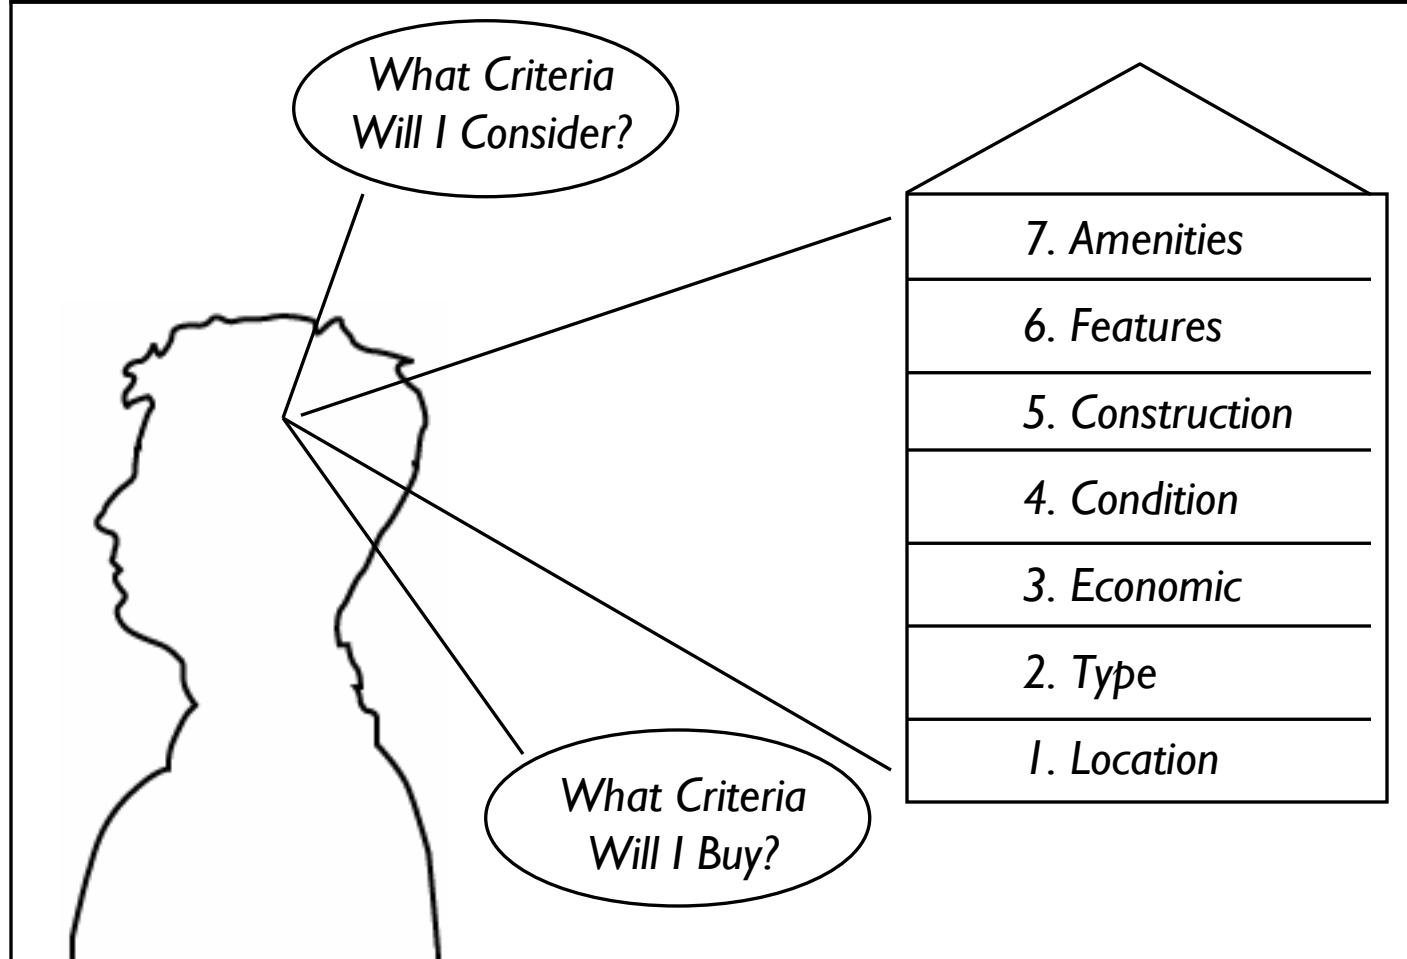 What Criteria
Will I Consider?
7. Amenities
6. Features
5. Construction
4. Condition
3. Economic
2. Type
1. Location
What Criteria
Will I Buy?